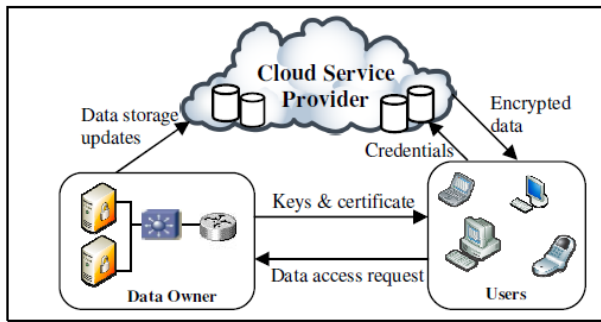 Cloud Service
Provider
Data storage
updates
Encrypted
data
Credentials
Keys & certificate
Data access request
Data Owner
Users